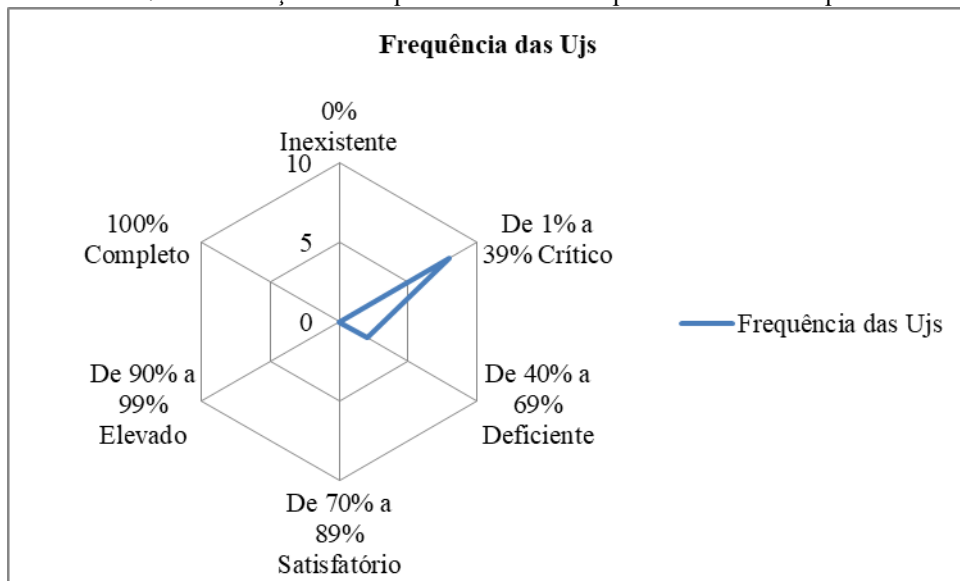 Frequência das Ujs
0%
Inexistente
10
De 1% a
39% Crítico
100%
Completo
5
0
Frequência das Ujs
De 90% a
99%
Elevado
De 40% a
69%
Deficiente
De 70% a
89%
Satisfatório